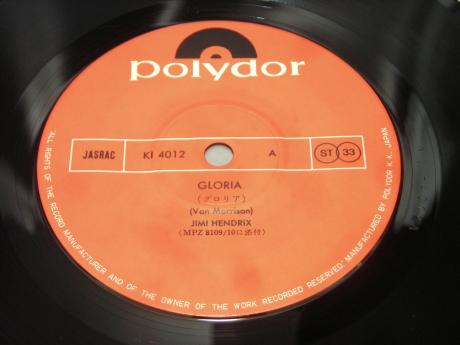 polydor
JASRAC KI 4012 A ST 33
GLORIA
(グロリア)
(Van Morrison)
JIMI HENDRIX
(MPZ 8109/10に添付)
"ALL RIGHTS OF THE RECORD MANUFACTURER AND OF THE OWNER OF THE WORK RECORDED RESERVED." MANUFACTURED BY POLYDOR K.K. JAPAN